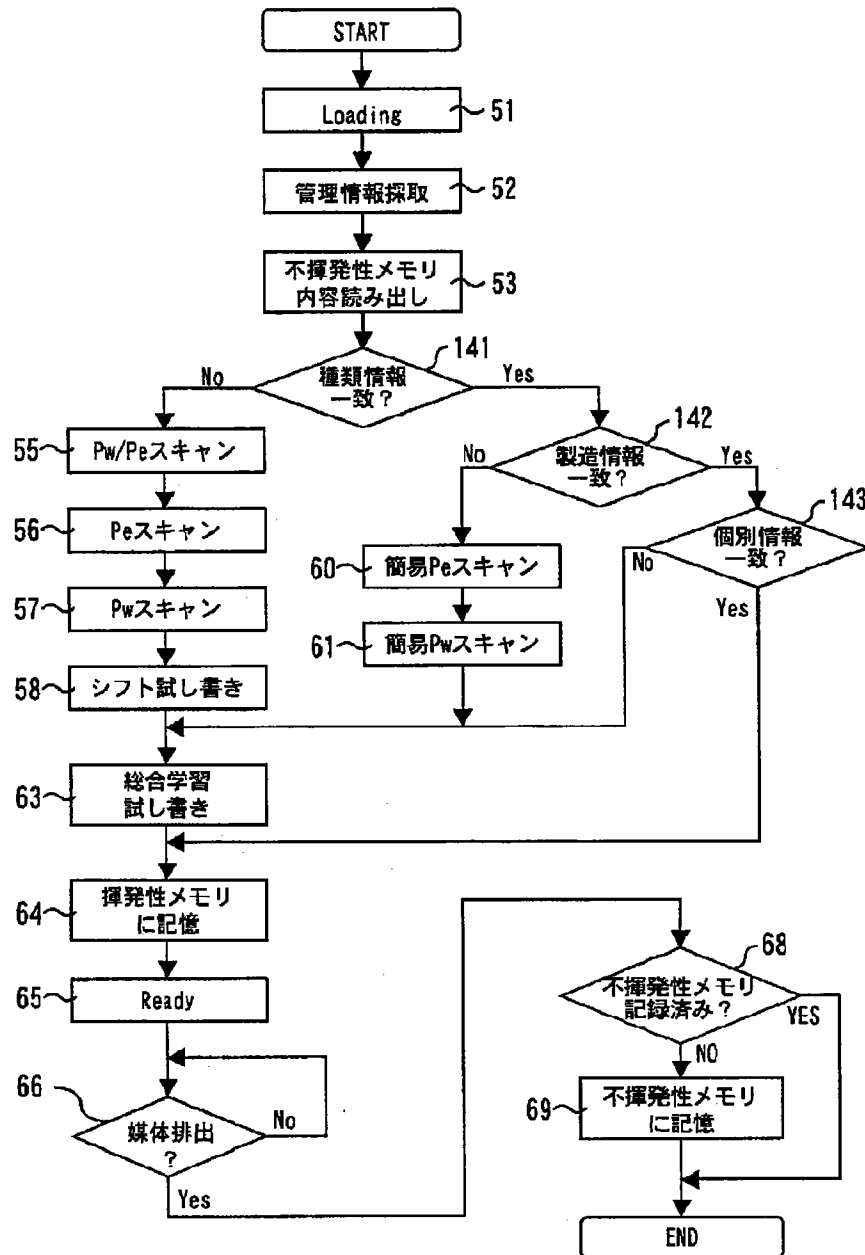 START
Loading
51
管理情報採取
52
不揮発性メモリ
内容読み出し
53
141
種類情報
一致?
No
Yes
142
製造情報
一致?
No
Yes
143
個別情報
一致?
No
Yes
55
Pw/Peスキャン
56
Peスキャン
57
Pwスキャン
58
シフト試し書き
60
簡易Peスキャン
61
簡易Pwスキャン
63
総合学習
試し書き
64
揮発性メモリ
に記憶
65
Ready
66
媒体排出
?
No
Yes
68
不揮発性メモリ
記録済み?
YES
NO
69
不揮発性メモリ
に記憶
END